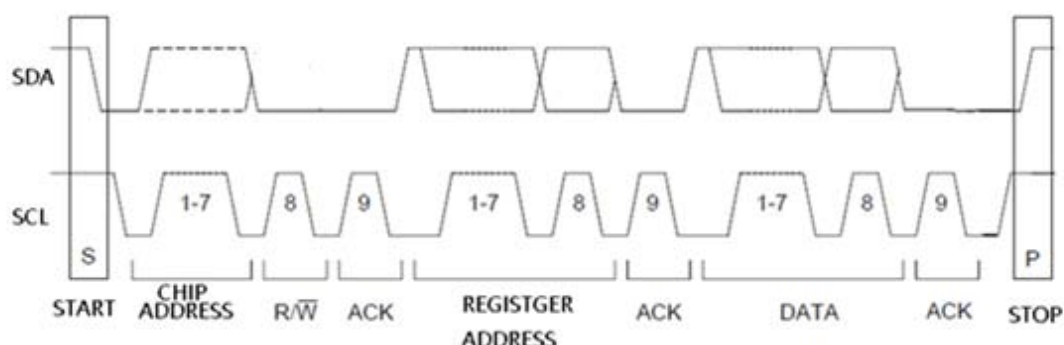 SDA
SCL
1-7 8 9 1-7 8 9 1-7 8 9
S P
START CHIP ADDRESS R/W̅ ACK REGISTGER ADDRESS ACK DATA ACK STOP